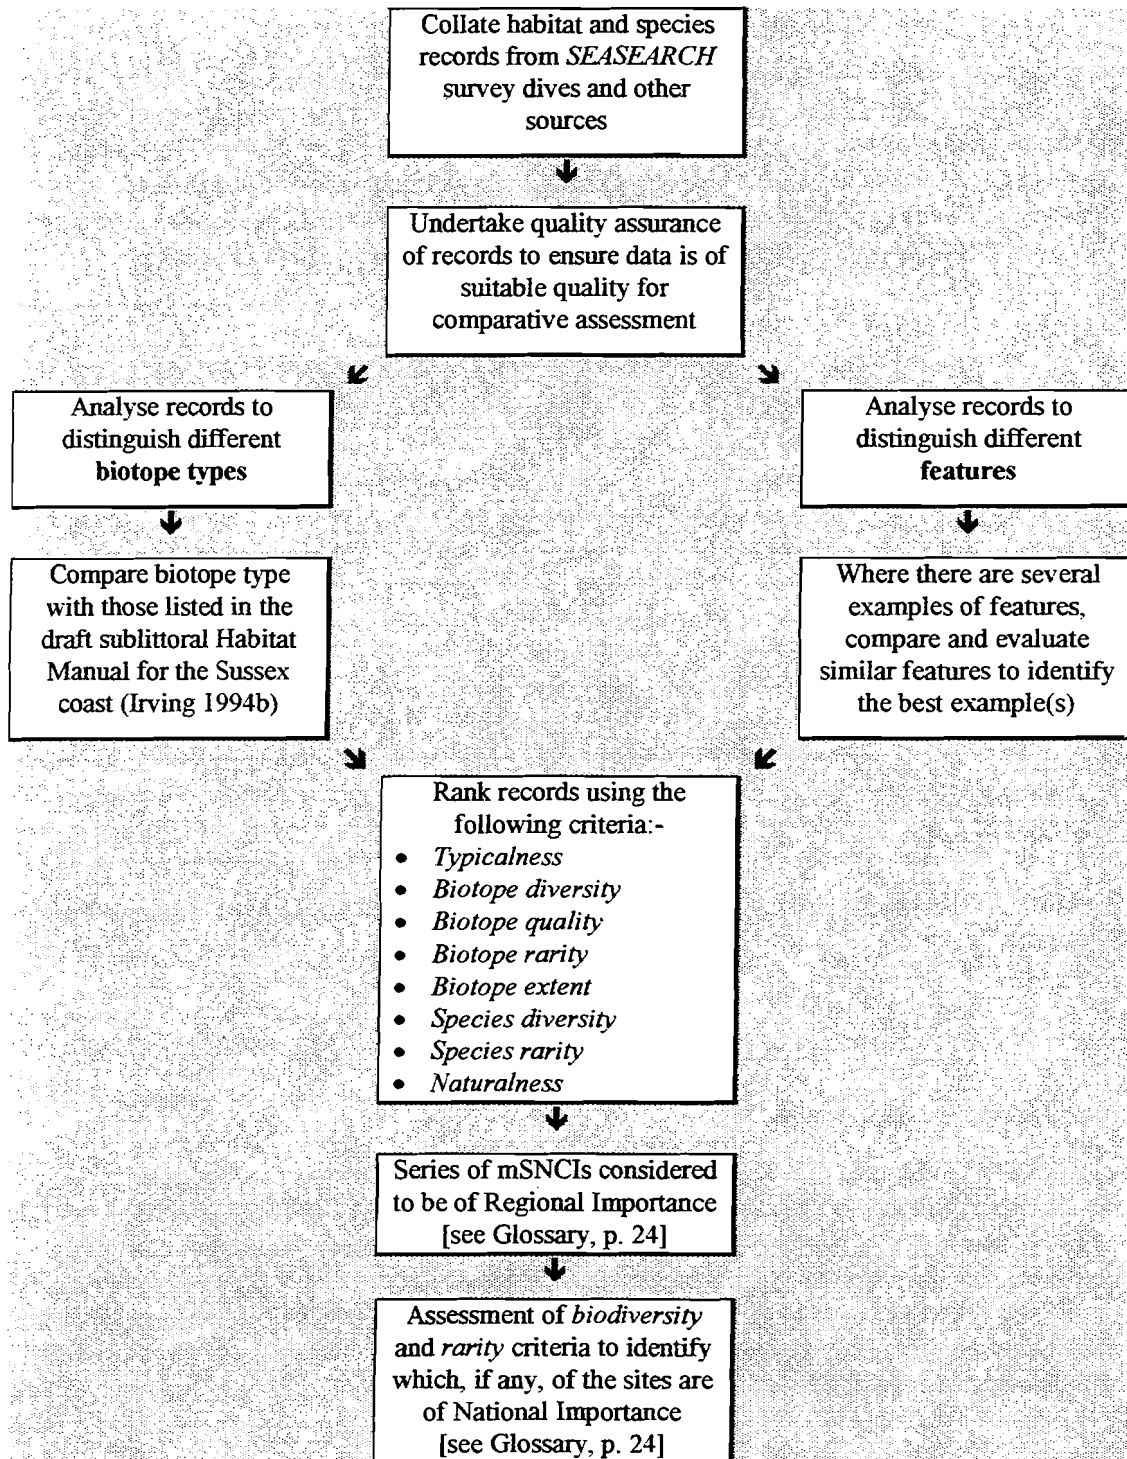 Collate habitat and species
records from SEASEARCH
survey dives and other
sources
Undertake quality assurance
of records to ensure data is of
suitable quality for
comparative assessment
Analyse records to
distinguish different
biotope types
Analyse records to
distinguish different
features
Compare biotope type
with those listed in the
draft sublittoral Habitat
Manual for the Sussex
coast (Irving 1994b)
Where there are several
examples of features,
compare and evaluate
similar features to identify
the best example(s)
Rank records using the
following criteria:-
• Typicalness
• Biotope diversity
• Biotope quality
• Biotope rarity
• Biotope extent
• Species diversity
• Species rarity
• Naturalness
Series of mSNCIs considered
to be of Regional Importance
[see Glossary, p. 24]
Assessment of biodiversity
and rarity criteria to identify
which, if any, of the sites are
of National Importance
[see Glossary, p. 24]